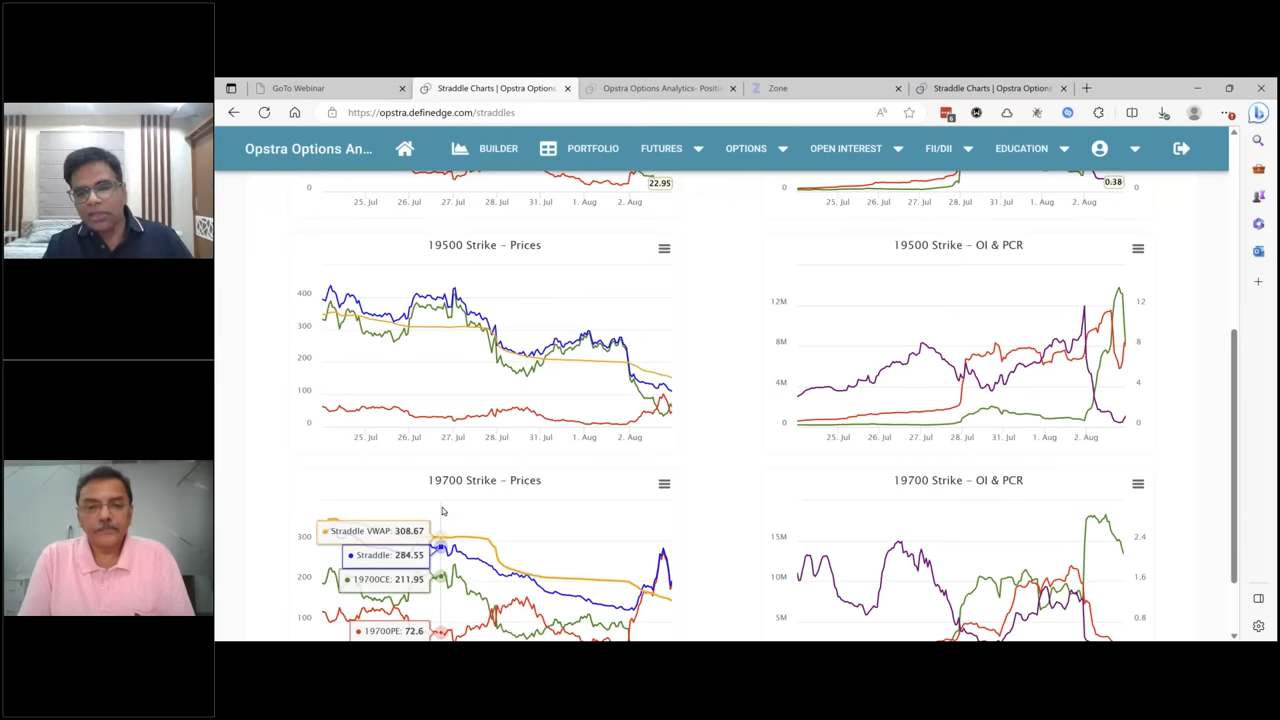 GoTo Webinar
Straddle Charts | Opstra Options
Opstra Options Analytics- Positi
Zone
Straddle Charts | Opstra Options
https://opstra.definedge.com/straddles
Opstra Options An...
BUILDER
PORTFOLIO
FUTURES
OPTIONS
OPEN INTEREST
FII/DII
EDUCATION
0
22.95
25. Jul 26. Jul 27. Jul 28. Jul 31. Jul 1. Aug 2. Aug
0
0.38
0
25. Jul 26. Jul 27. Jul 28. Jul 31. Jul 1. Aug 2. Aug
19500 Strike – Prices
400
300
200
100
0
25. Jul 26. Jul 27. Jul 28. Jul 31. Jul 1. Aug 2. Aug
19500 Strike – OI & PCR
12M 12
8M 8
4M 4
0 0
25. Jul 26. Jul 27. Jul 28. Jul 31. Jul 1. Aug 2. Aug
19700 Strike – Prices
300
200
100
Straddle VWAP: 308.67
Straddle: 284.55
19700CE: 211.95
19700PE: 72.6
19700 Strike – OI & PCR
15M 2.4
10M 1.6
5M 0.8